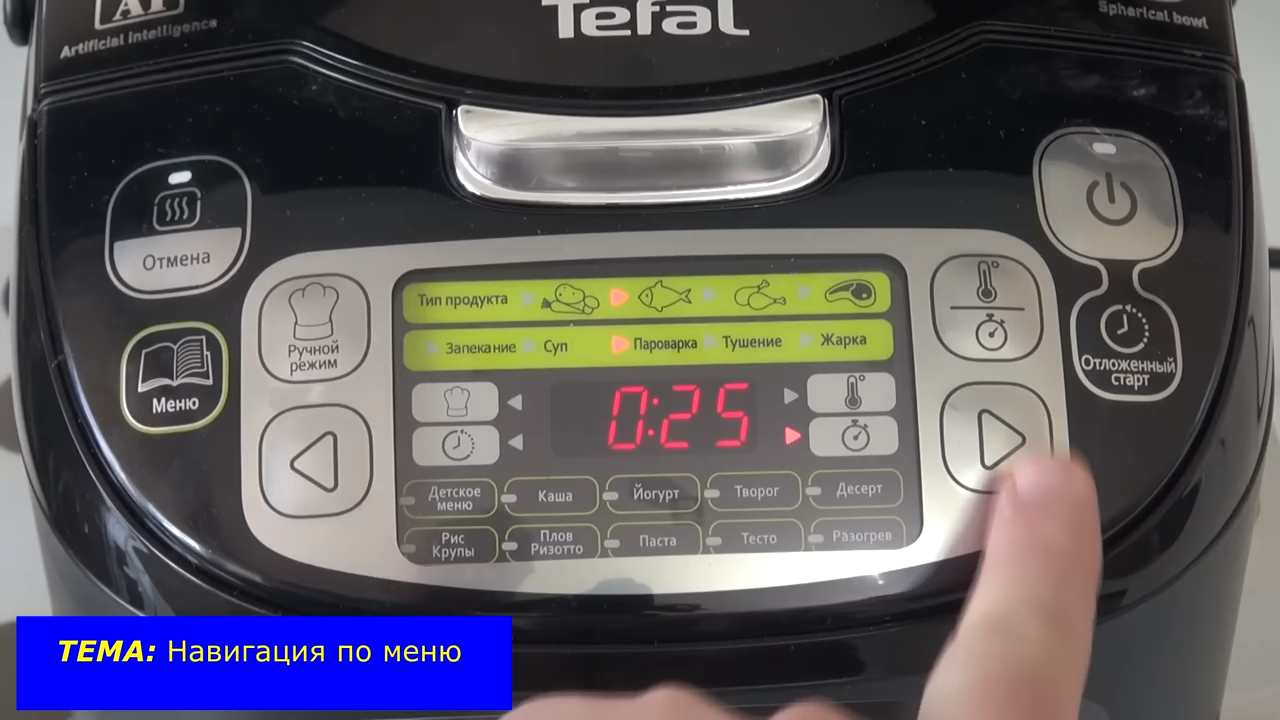 AI
Artificial intelligence
Tefal
Spherical bowl
Отмена
Меню
Ручной
режим
Тип продукта
Запекание Суп Пароварка Тушение Жарка
0:25
Отложенный
старт
Детское
меню
Каша
Йогурт
Творог
Десерт
Рис
Крупы
Плов
Ризотто
Паста
Тесто
Разогрев
ТЕМА: Навигация по меню